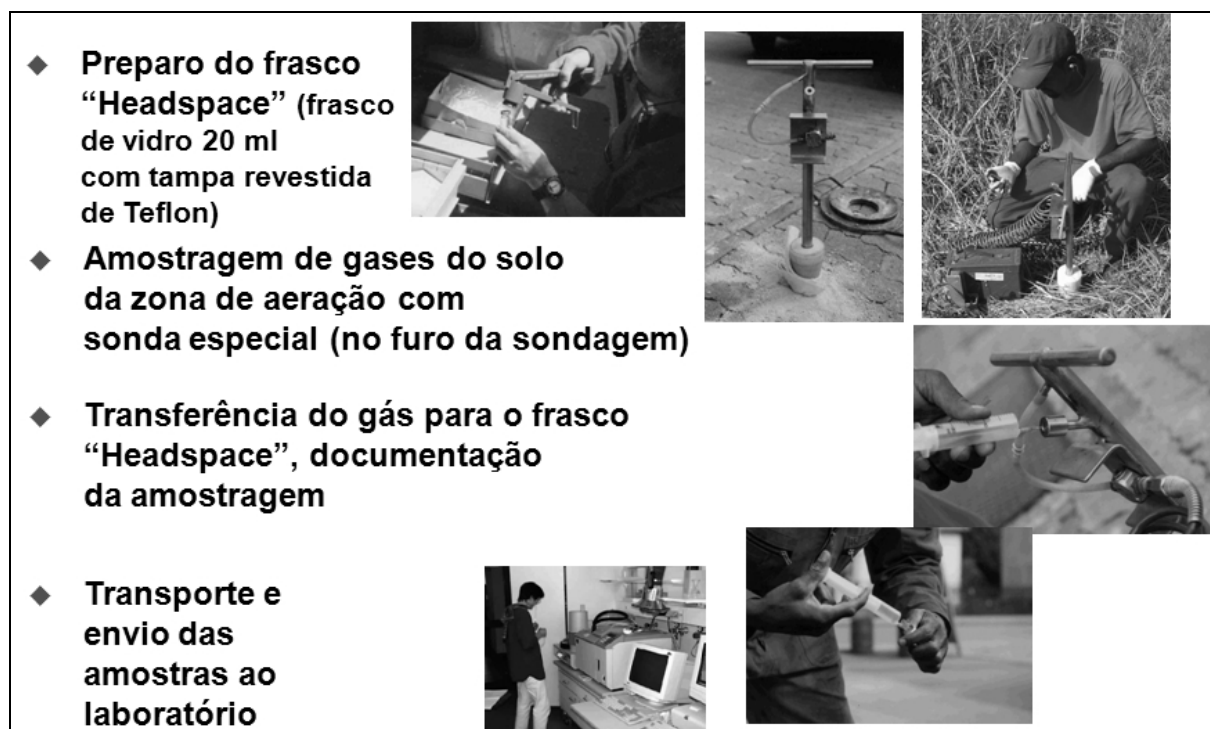 ◆ Preparo do frasco
“Headspace” (frasco
de vidro 20 ml
com tampa revestida
de Teflon)
◆ Amostragem de gases do solo
da zona de aeração com
sonda especial (no furo da sondagem)
◆ Transferência do gás para o frasco
“Headspace”, documentação
da amostragem
◆ Transporte e
envio das
amostras ao
laboratório